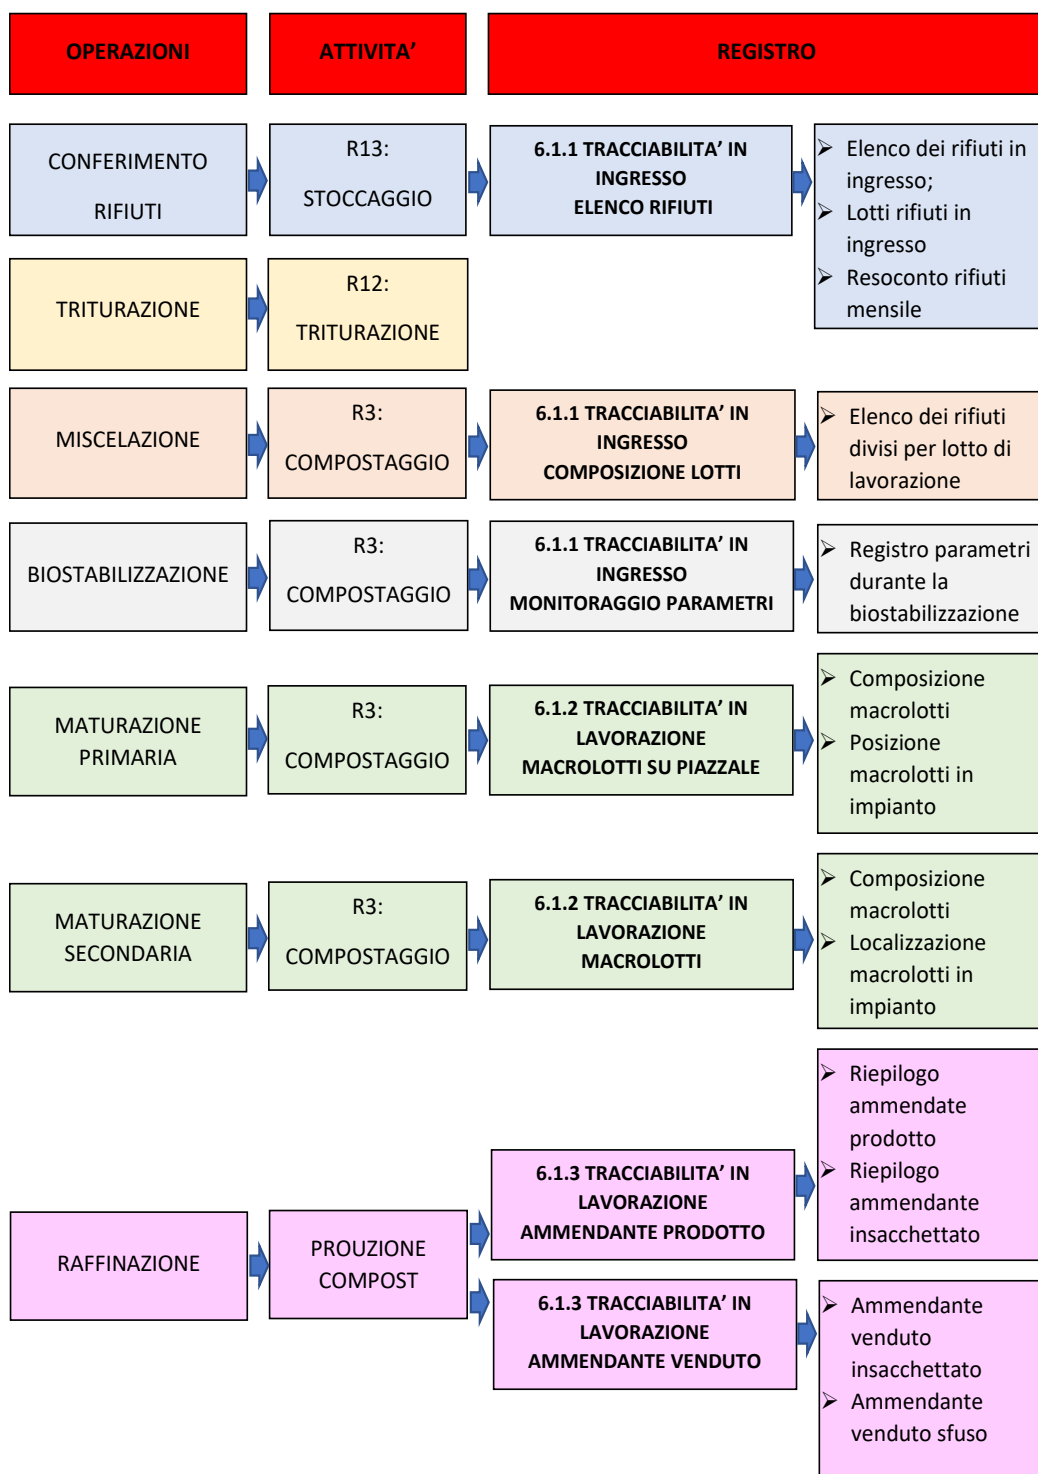 OPERAZIONI
ATTIVITA’
REGISTRO
CONFERIMENTO
RIFIUTI
R13:
STOCCAGGIO
6.1.1 TRACCIABILITA’ IN
INGRESSO
ELENCO RIFIUTI
➢ Elenco dei rifiuti in
ingresso;
➢ Lotti rifiuti in
ingresso
➢ Resoconto rifiuti
mensile
TRITURAZIONE
R12:
TRITURAZIONE
MISCELAZIONE
R3:
COMPOSTAGGIO
6.1.1 TRACCIABILITA’ IN
INGRESSO
COMPOSIZIONE LOTTI
➢ Elenco dei rifiuti
divisi per lotto di
lavorazione
BIOSTABILIZZAZIONE
R3:
COMPOSTAGGIO
6.1.1 TRACCIABILITA’ IN
INGRESSO
MONITORAGGIO PARAMETRI
➢ Registro parametri
durante la
biostabilizzazione
MATURAZIONE
PRIMARIA
R3:
COMPOSTAGGIO
6.1.2 TRACCIABILITA’ IN
LAVORAZIONE
MACROLOTTI SU PIAZZALE
➢ Composizione
macrolotti
➢ Posizione
macrolotti in
impianto
MATURAZIONE
SECONDARIA
R3:
COMPOSTAGGIO
6.1.2 TRACCIABILITA’ IN
LAVORAZIONE
MACROLOTTI
➢ Composizione
macrolotti
➢ Localizzazione
macrolotti in
impianto
RAFFINAZIONE
PROUZIONE
COMPOST
6.1.3 TRACCIABILITA’ IN
LAVORAZIONE
AMMENDANTE PRODOTTO
➢ Riepilogo
ammendate
prodotto
➢ Riepilogo
ammendante
insacchettato
6.1.3 TRACCIABILITA’ IN
LAVORAZIONE
AMMENDANTE VENDUTO
➢ Ammendante
venduto
insacchettato
➢ Ammendante
venduto sfuso